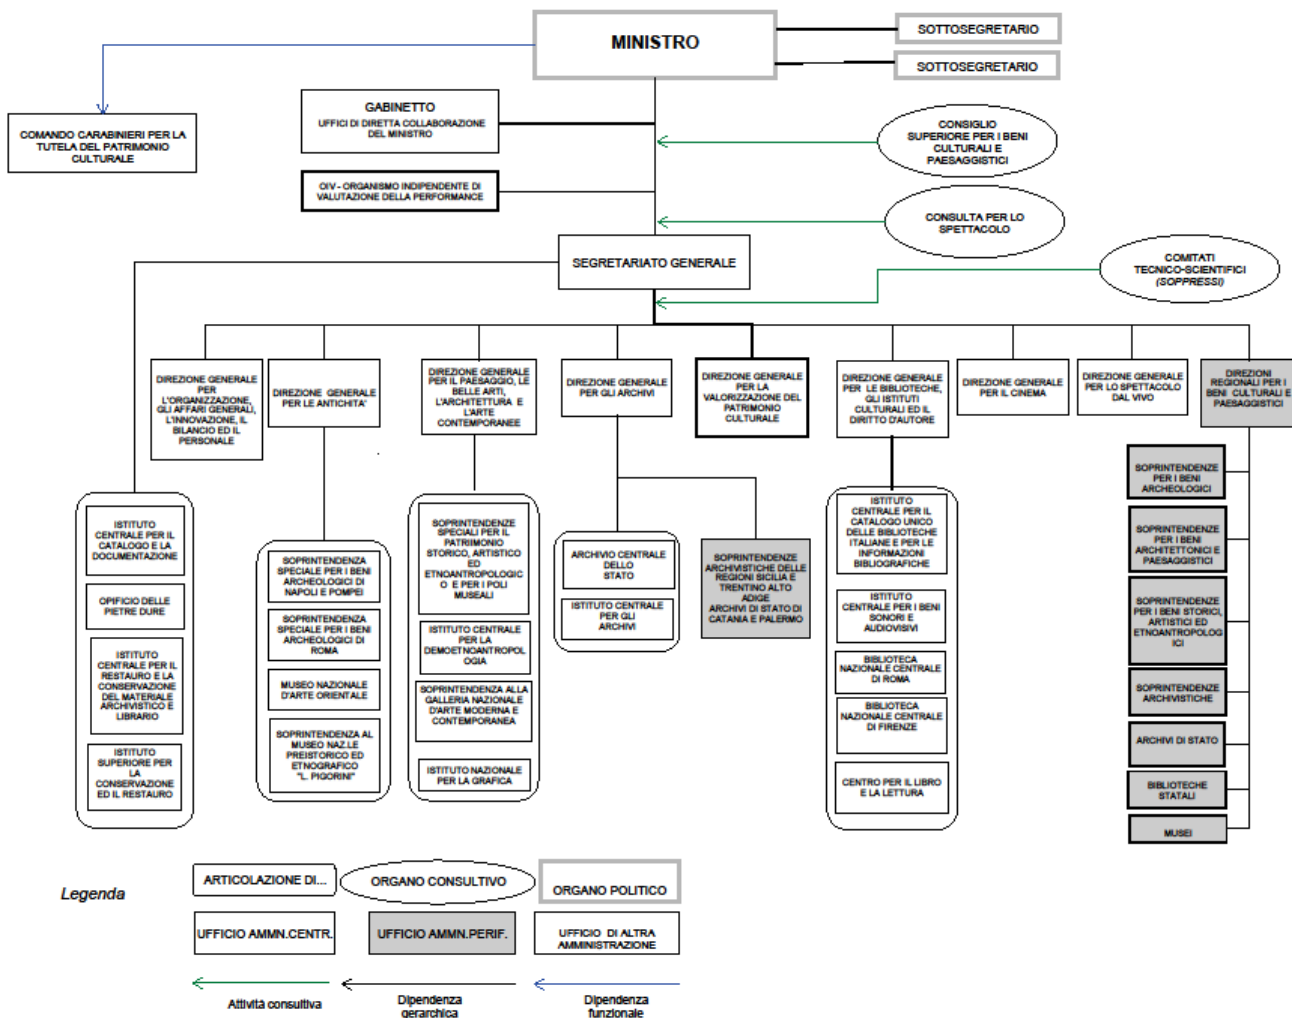 MINISTRO
SOTTOSEGRETARIO
SOTTOSEGRETARIO
GABINETTO
UFFICI DI DIRETTA COLLABORAZIONE
DEL MINISTRO
COMANDO CARABINIERI PER LA
TUTELA DEL PATRIMONIO
CULTURALE
CONSIGLIO
SUPERIORE PER I BENI
CULTURALI E
PAESAGGISTICI
OIV - ORGANISMO INDIPENDENTE DI
VALUTAZIONE DELLA PERFORMANCE
CONSULTA PER LO
SPETTACOLO
SEGRETARIATO GENERALE
COMITATI
TECNICO-SCIENTIFICI
(SOPPRESSI)
DIREZIONE GENERALE
PER
L'ORGANIZZAZIONE,
GLI AFFARI GENERALI,
L'INNOVAZIONE, IL
BILANCIO ED IL
PERSONALE
DIREZIONE GENERALE
PER LE ANTICHITA'
DIREZIONE GENERALE
PER IL PAESAGGIO, LE
BELLE ARTI,
L'ARCHITETTURA E
L'ARTE
CONTEMPORANEE
DIREZIONE GENERALE
PER GLI ARCHIVI
DIREZIONE GENERALE
PER LA
VALORIZZAZIONE DEL
PATRIMONIO
CULTURALE
DIREZIONE GENERALE
PER LE BIBLIOTECHE,
GLI ISTITUTI
CULTURALI ED IL
DIRITTO D'AUTORE
DIREZIONE GENERALE
PER IL CINEMA
DIREZIONE GENERALE
PER LO SPETTACOLO
DAL VIVO
DIREZIONI
REGIONALI PER I
BENI CULTURALI E
PAESAGGISTICI
ISTITUTO
CENTRALE PER IL
CATALOGO E LA
DOCUMENTAZIONE
OPIFICIO DELLE
PIETRE DURE
ISTITUTO
CENTRALE PER IL
RESTAURO E LA
CONSERVAZIONE
DEL MATERIALE
ARCHIVISTICO E
LIBRARIO
ISTITUTO
SUPERIORE PER
LA
CONSERVAZIONE
ED IL RESTAURO
SOPRINTENDENZA
SPECIALE PER I BENI
ARCHEOLOGICI DI
NAPOLI E POMPEI
SOPRINTENDENZA
SPECIALE PER I BENI
ARCHEOLOGICI DI
ROMA
MUSEO NAZIONALE
D'ARTE ORIENTALE
SOPRINTENDENZA AL
MUSEO NAZ.LE
PREISTORICO ED
ETNOGRAFICO
"L. PIGORINI"
SOPRINTENDENZE
SPECIALI PER IL
PATRIMONIO
STORICO, ARTISTICO
ED
ETNOANTROPOLOGIC
O E PER I POLI
MUSEALI
ISTITUTO CENTRALE
PER LA
DEMOETNOANTROPOL
OGIA
SOPRINTENDENZA ALLA
GALLERIA NAZIONALE
D'ARTE MODERNA E
CONTEMPORANEA
ISTITUTO NAZIONALE
PER LA GRAFICA
ARCHIVIO CENTRALE
DELLO
STATO
ISTITUTO CENTRALE
PER GLI
ARCHIVI
SOPRINTENDENZE
ARCHIVISTICHE DELLE
REGIONI SICILIA E
TRENTINO ALTO
ADIGE
ARCHIVI DI STATO DI
CATANIA E PALERMO
ISTITUTO
CENTRALE PER IL
CATALOGO UNICO
DELLE BIBLIOTECHE
ITALIANE E PER LE
INFORMAZIONI
BIBLIOGRAFICHE
ISTITUTO
CENTRALE PER I BENI
SONORI E
AUDIOVISIVI
BIBLIOTECA
NAZIONALE CENTRALE
DI ROMA
BIBLIOTECA
NAZIONALE CENTRALE
DI FIRENZE
CENTRO PER IL LIBRO
E LA LETTURA
SOPRINTENDENZE
PER I BENI
ARCHEOLOGICI
SOPRINTENDENZE
PER I BENI
ARCHITETTONICI E
PAESAGGISTICI
SOPRINTENDENZE
PER I BENI STORICI,
ARTISTICI ED
ETNOANTROPOLOG
ICI
SOPRINTENDENZE
ARCHIVISTICHE
ARCHIVI DI STATO
BIBLIOTECHE
STATALI
MUSEI
Legenda
ARTICOLAZIONE DI...
ORGANO CONSULTIVO
ORGANO POLITICO
UFFICIO AMMN.CENTR.
UFFICIO AMMN.PERIF.
UFFICIO DI ALTRA
AMMINISTRAZIONE
Attività consultiva
Dipendenza
gerarchica
Dipendenza
funzionale